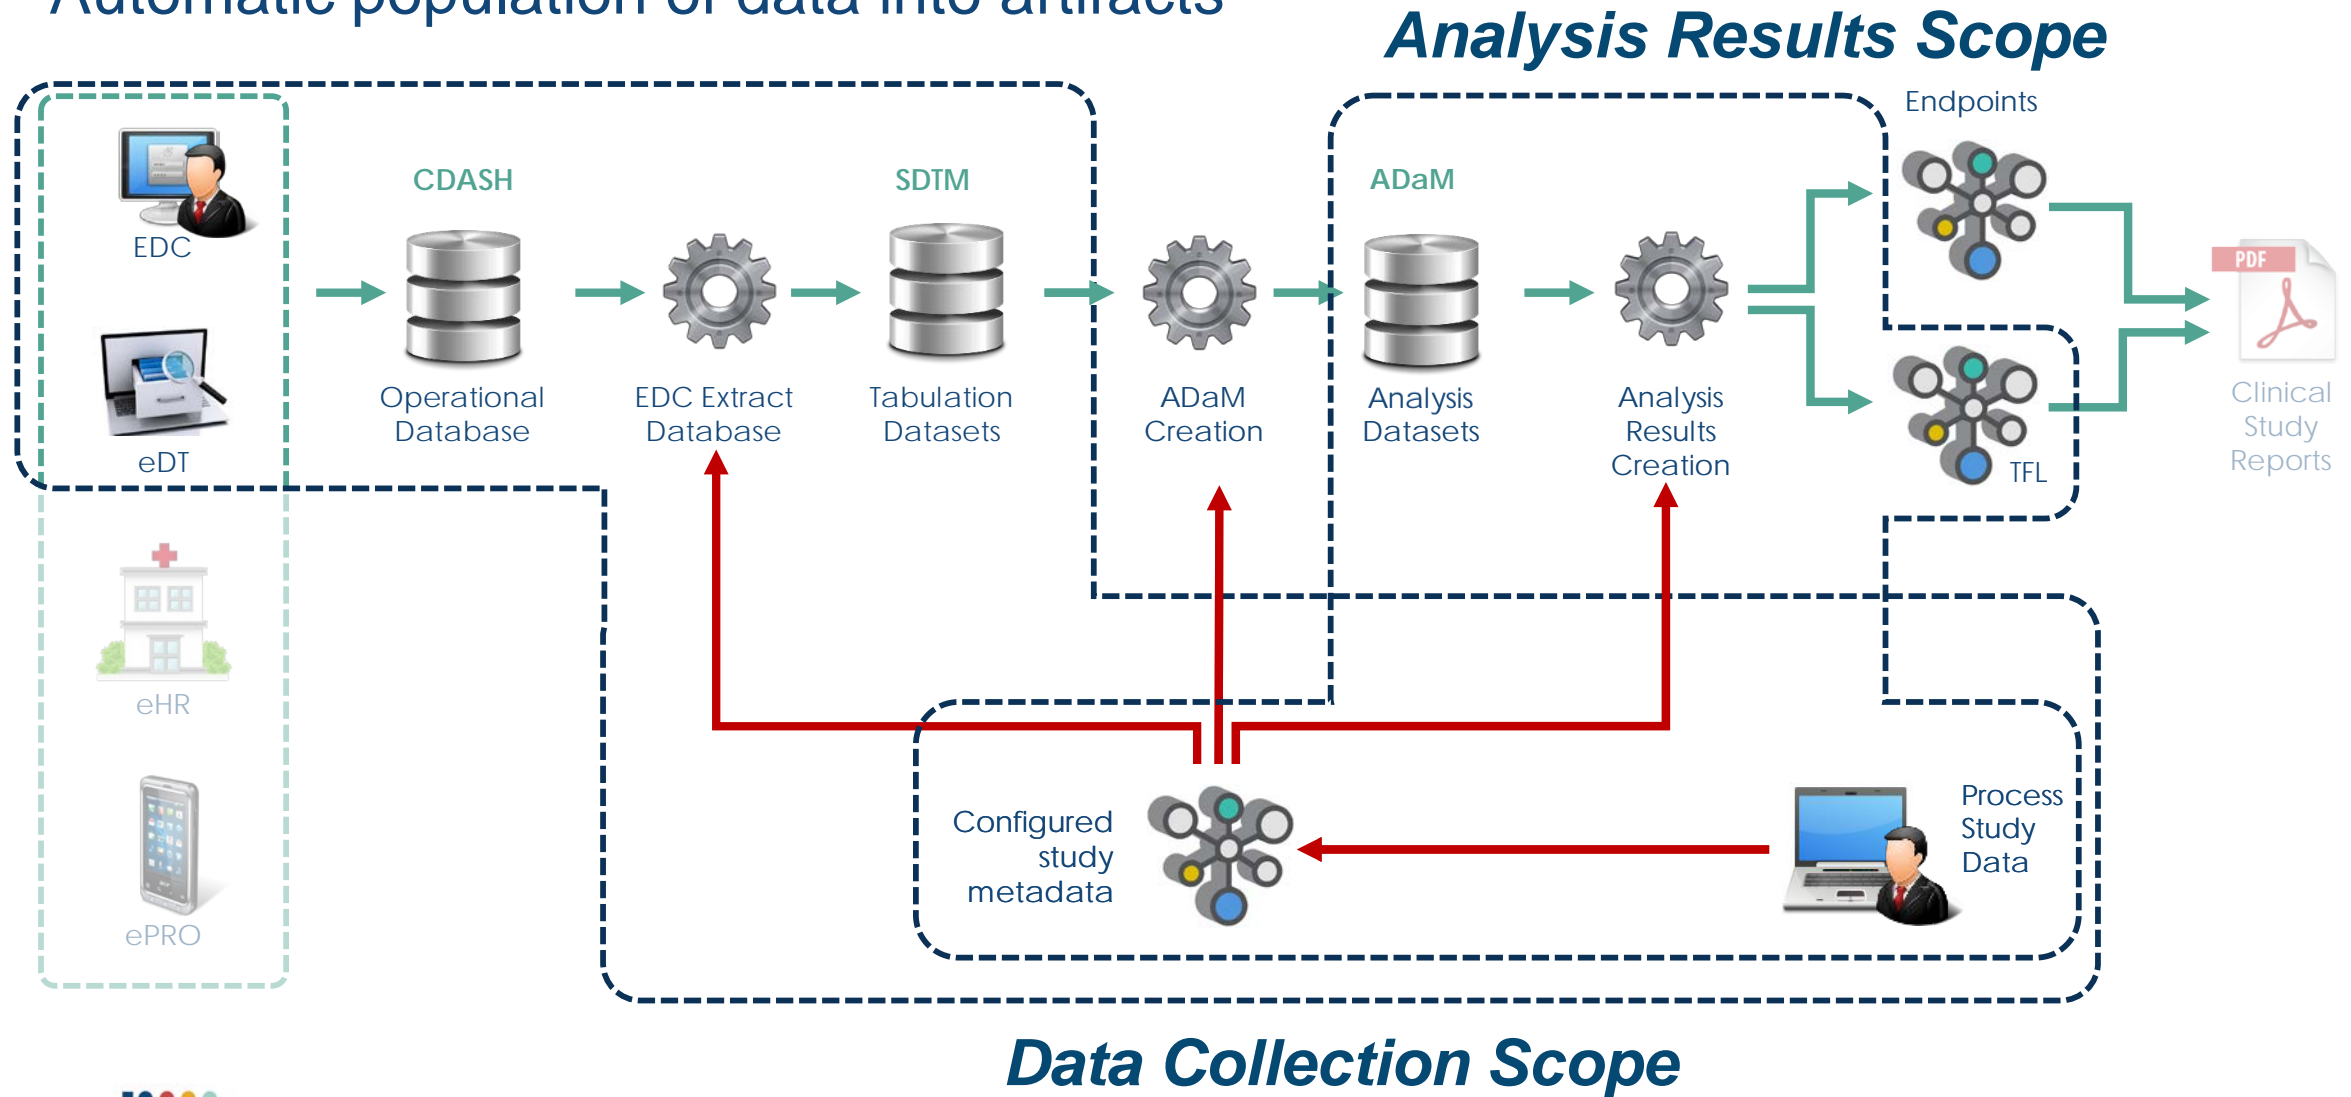 Automatic population of data into artifacts
Analysis Results Scope
Endpoints
CDASH
SDTM
ADaM
EDC
PDF
Operational
Database
EDC Extract
Database
Tabulation
Datasets
ADaM
Creation
Analysis
Datasets
Analysis
Results
Creation
Clinical
Study
Reports
eDT
TFL
eHR
Configured
study
metadata
Process
Study
Data
ePRO
Data Collection Scope